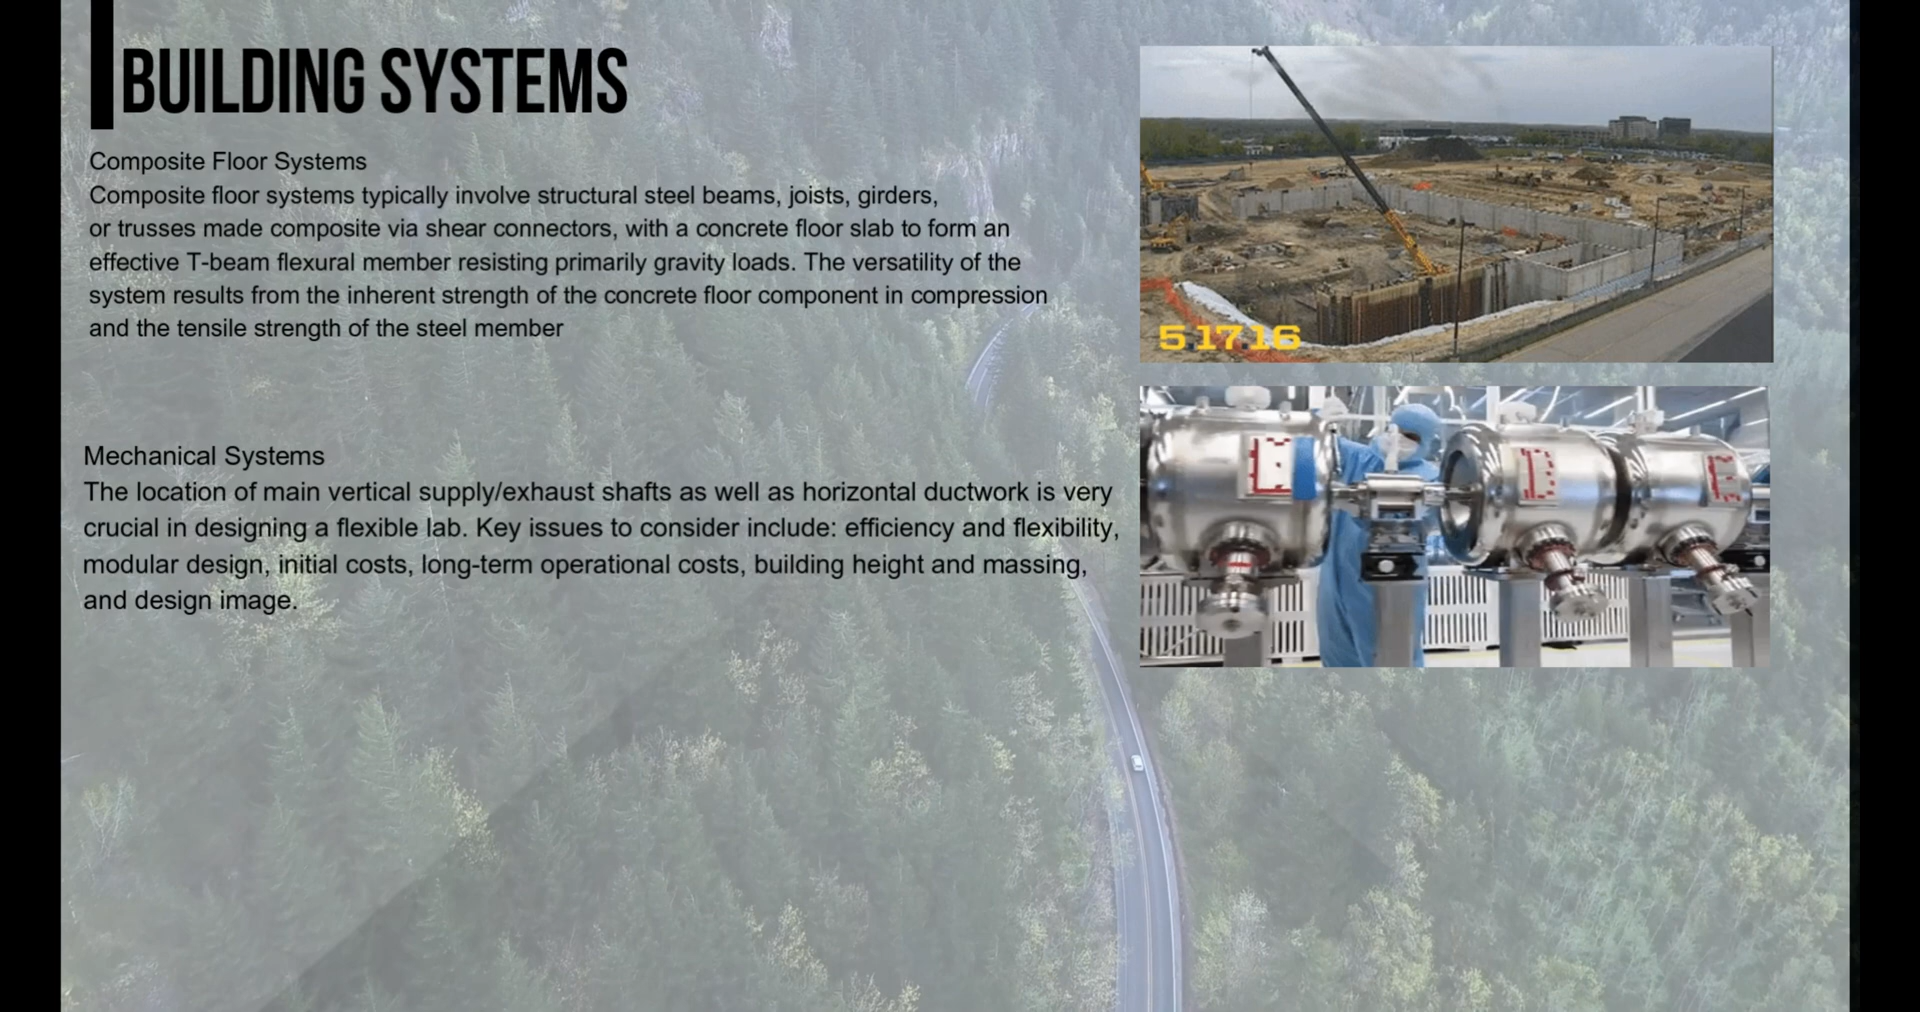 BUILDING SYSTEMS
Composite Floor Systems
Composite floor systems typically involve structural steel beams, joists, girders,
or trusses made composite via shear connectors, with a concrete floor slab to form an
effective T-beam flexural member resisting primarily gravity loads. The versatility of the
system results from the inherent strength of the concrete floor component in compression
and the tensile strength of the steel member
Mechanical Systems
The location of main vertical supply/exhaust shafts as well as horizontal ductwork is very
crucial in designing a flexible lab. Key issues to consider include: efficiency and flexibility,
modular design, initial costs, long-term operational costs, building height and massing,
and design image.
5.17.16